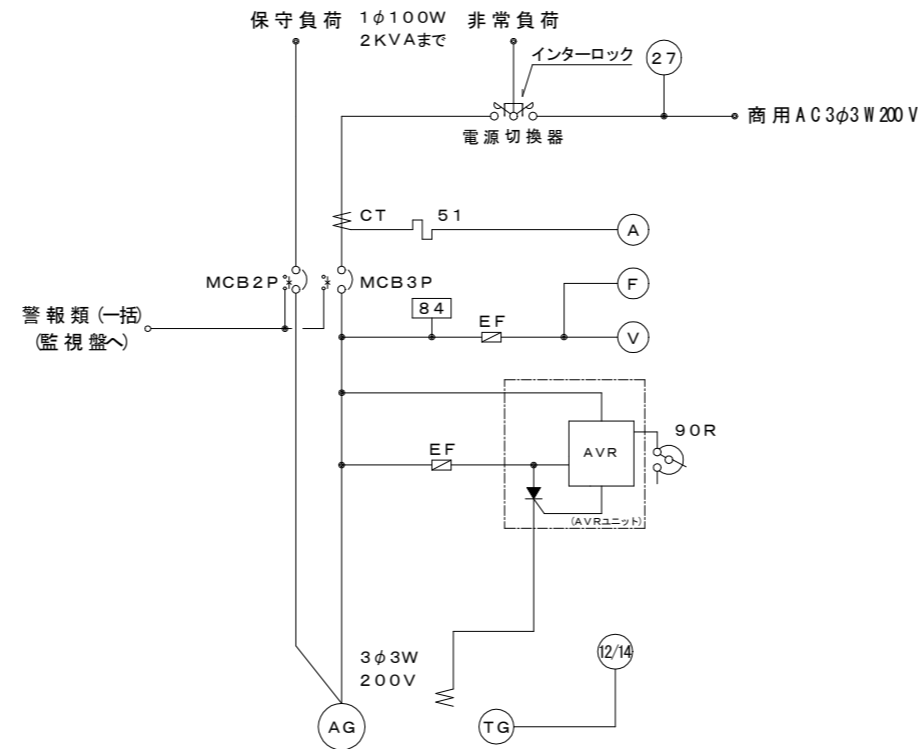 保守負荷 1φ100W 非常負荷
2KVAまで
インターロック
27
商用AC3φ3W200V
電源切換器
CT 51
A
MCB2P MCB3P
F
84
警報類(一括)
(監視盤へ)
EF
V
90R
EF
AVR
(AVRユニット)
3φ3W
200V
12/14
AG
TG